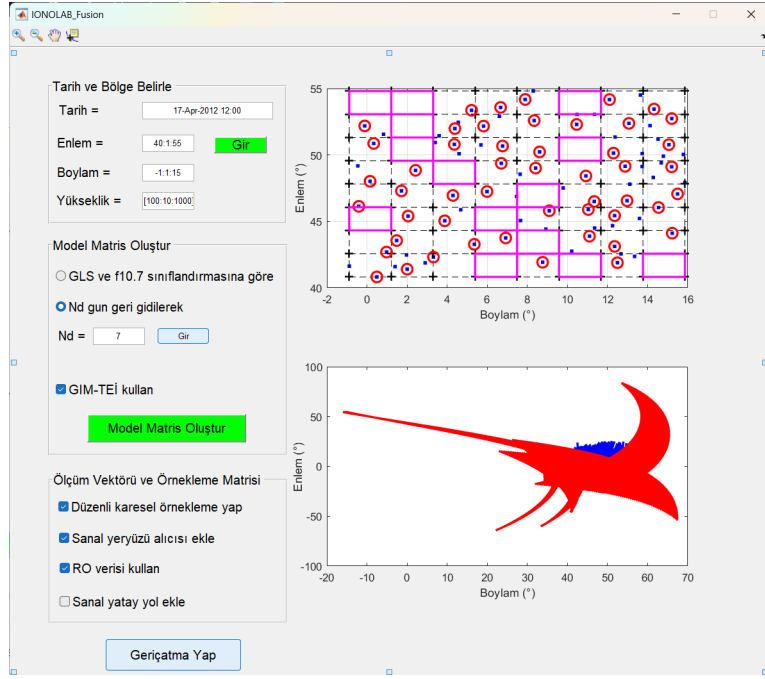 IONOLAB_Fusion
Tarih ve Bölge Belirle
Tarih = 17-Apr-2012 12:00
Enlem = 40:1:55 Gir
Boylam = -1:1:15
Yükseklik = [100:10:1000]
Model Matris Oluştur
GLS ve f10.7 sınıflandırmasına göre
Nd gun geri gidilerek
Nd = 7 Gir
GIM-TEİ kullan
Model Matris Oluştur
Ölçüm Vektörü ve Örnekleme Matrisi
Düzenli karesel örnekleme yap
Sanal yeryüzü alıcısı ekle
RO verisi kullan
Sanal yatay yol ekle
Geriçatma Yap
55
50
45
40
Enlem (°)
-2 0 2 4 6 8 10 12 14 16
Boylam (°)
100
50
0
-50
-100
Enlem (°)
-20 -10 0 10 20 30 40 50 60 70
Boylam (°)